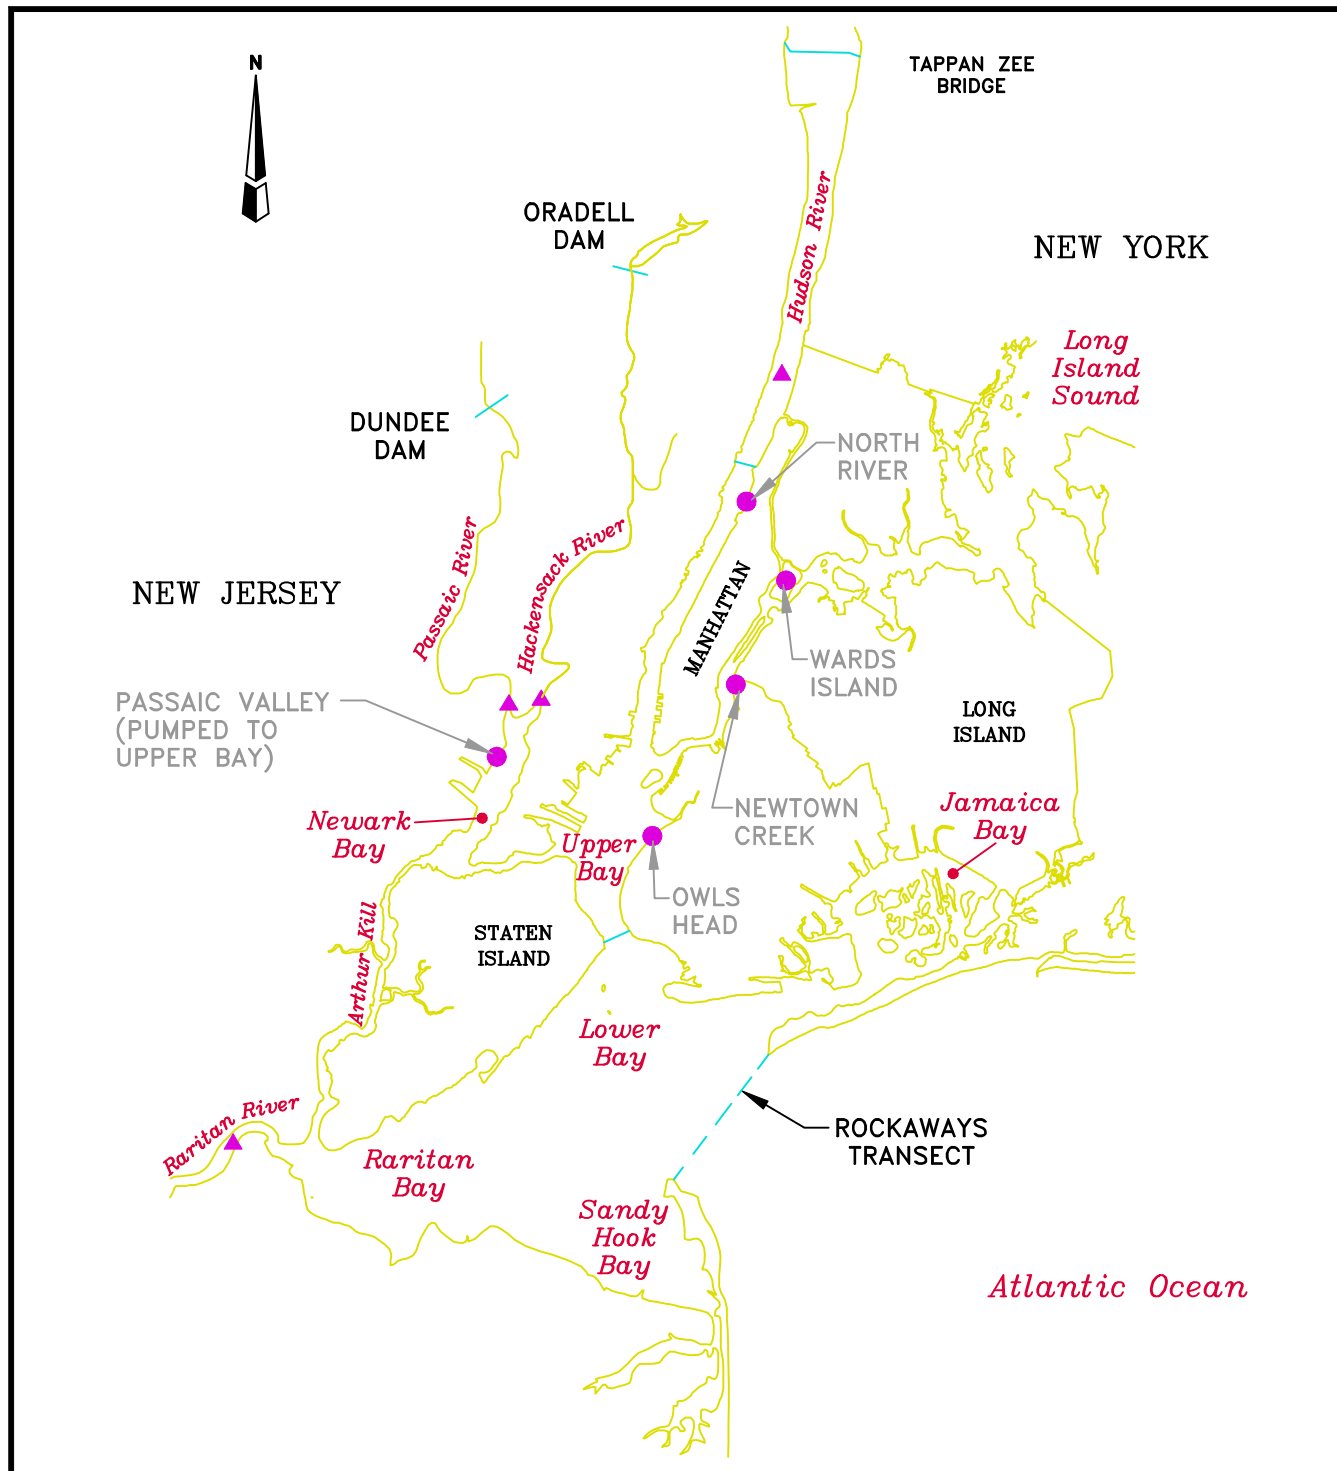 N
TAPPAN ZEE
BRIDGE
ORADELL
DAM
Hudson River
NEW YORK
Long
Island
Sound
DUNDEE
DAM
NORTH
RIVER
Passaic River
Hackensack River
NEW JERSEY
MANHATTAN
WARDS
ISLAND
PASSAIC VALLEY
(PUMPED TO
UPPER BAY)
LONG
ISLAND
NEWTOWN
CREEK
Jamaica
Bay
Newark
Bay
Upper
Bay
OWLS
HEAD
STATEN
ISLAND
Arthur Kill
Lower
Bay
Raritan River
ROCKAWAYS
TRANSECT
Raritan
Bay
Sandy
Hook
Bay
Atlantic Ocean